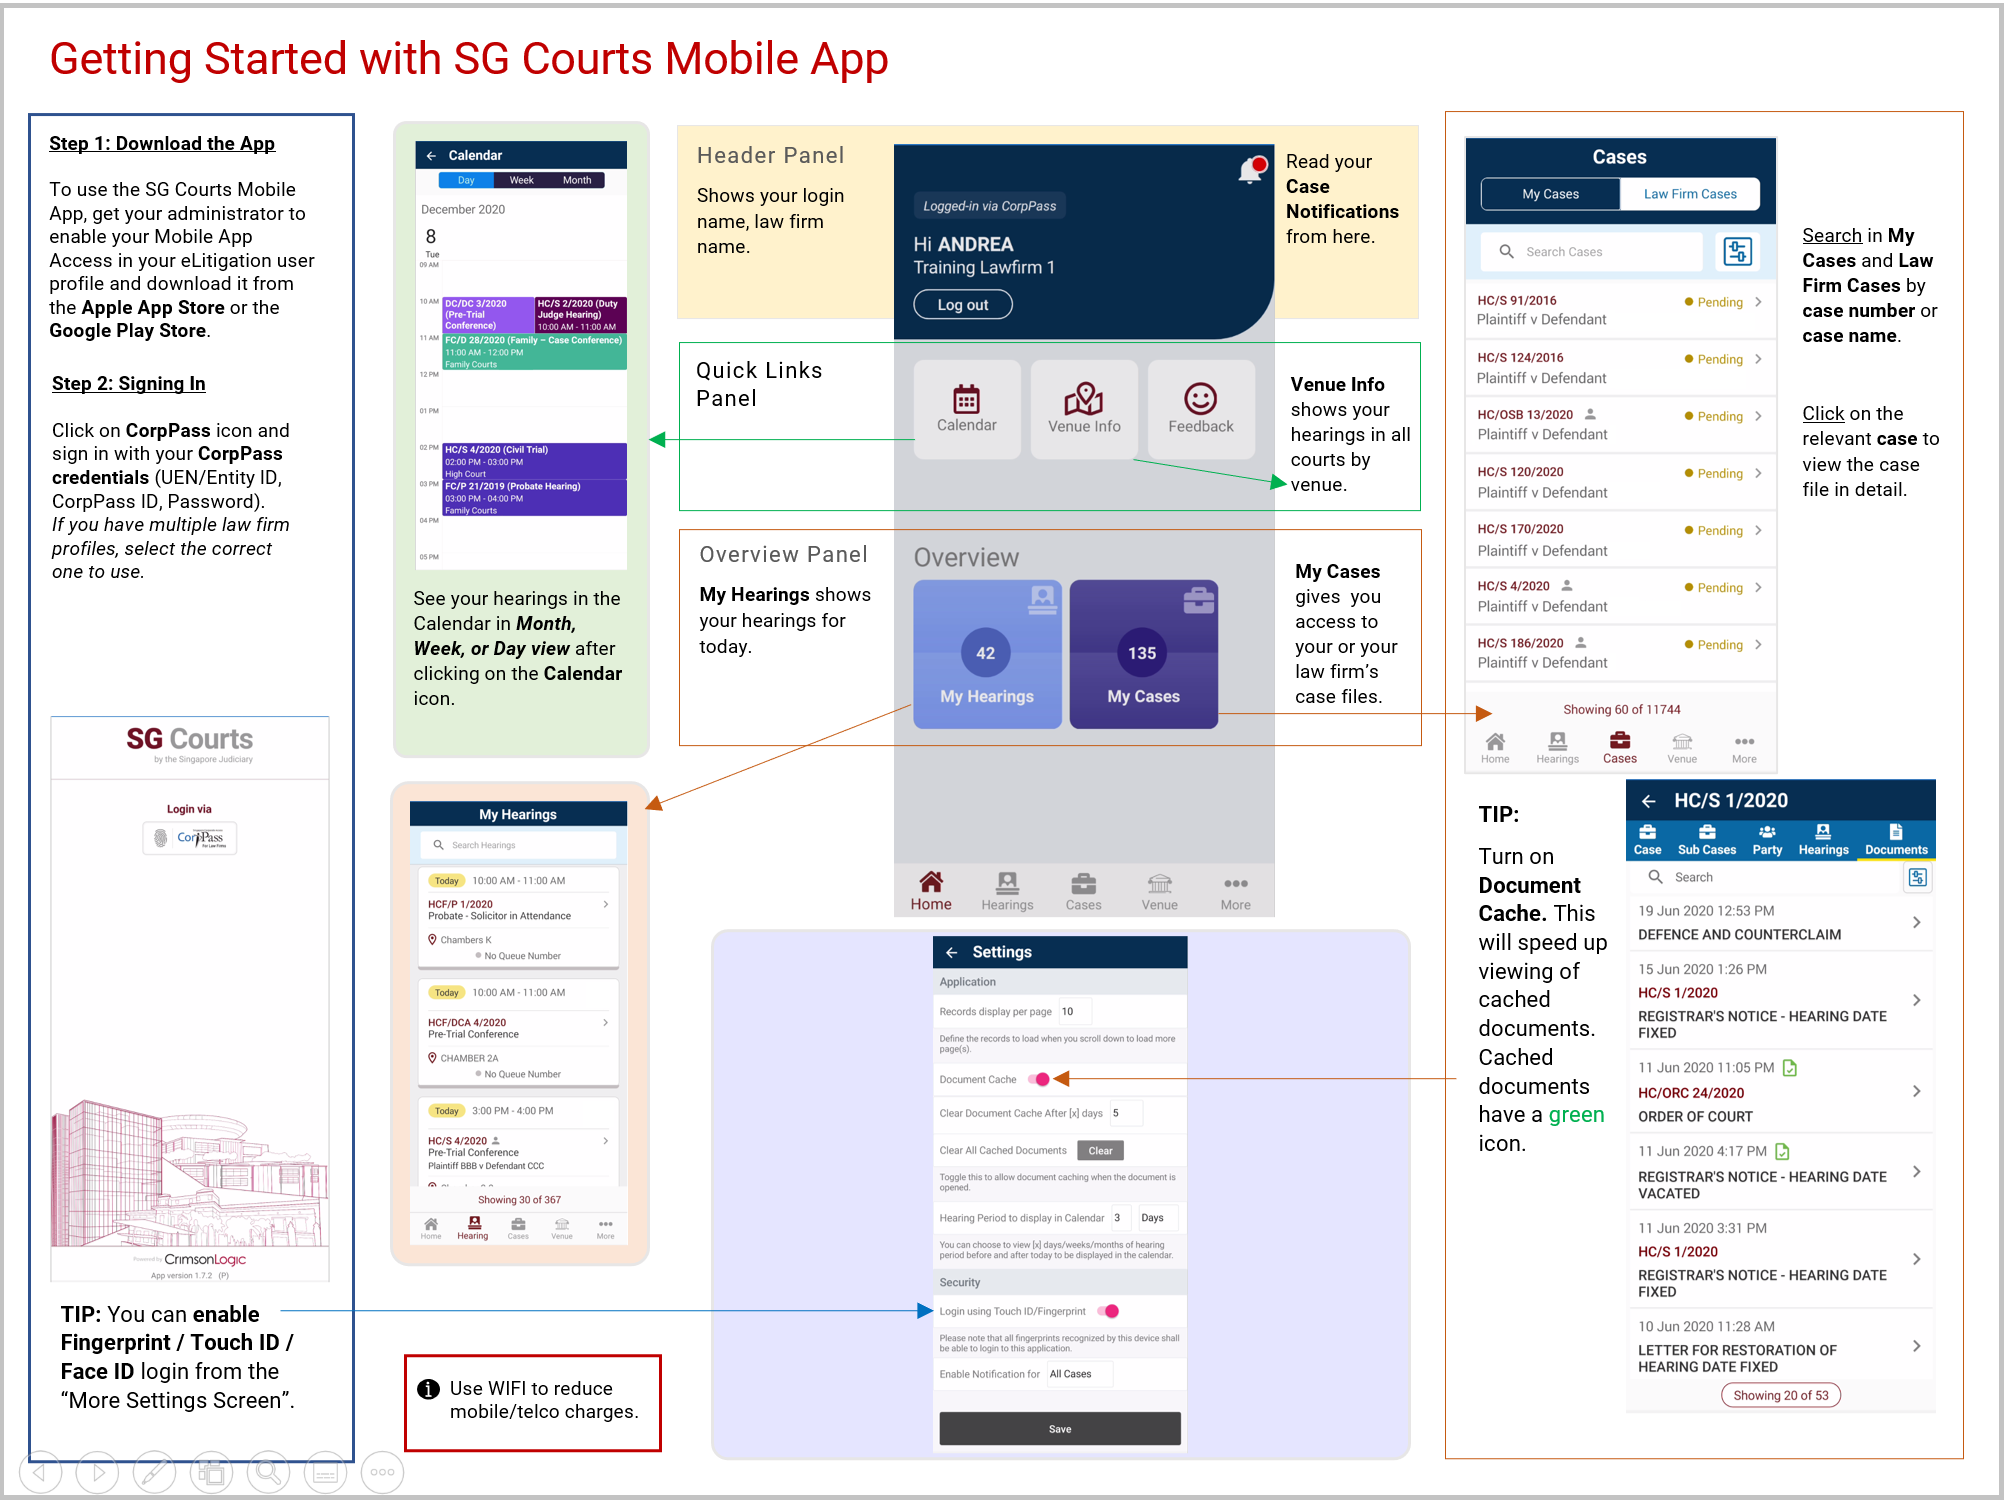 Getting Started with SG Courts Mobile App
Step 1: Download the App
To use the SG Courts Mobile
App, get your administrator to
enable your Mobile App
Access in your eLitigation user
profile and download it from
the Apple App Store or the
Google Play Store.
Step 2: Signing In
Click on CorpPass icon and
sign in with your CorpPass
credentials (UEN/Entity ID,
CorpPass ID, Password).
If you have multiple law firm
profiles, select the correct
one to use.
SG Courts
by the Singapore Judiciary
Login via
CorpPass
For Law Firms
Powered by CrimsonLogic
App version 1.7.2 (P)
TIP: You can enable
Fingerprint / Touch ID /
Face ID login from the
“More Settings Screen”.
Calendar
Day Week Month
December 2020
8
Tue
09 AM
10 AM
DC/DC 3/2020
(Pre-Trial
Conference)
HC/S 2/2020 (Duty
Judge Hearing)
10:00 AM - 11:00 AM
11 AM
FC/D 28/2020 (Family – Case Conference)
11:00 AM - 12:00 PM
Family Courts
12 PM
01 PM
02 PM
HC/S 4/2020 (Civil Trial)
02:00 PM - 03:00 PM
High Court
03 PM
FC/P 21/2019 (Probate Hearing)
03:00 PM - 04:00 PM
Family Courts
04 PM
05 PM
See your hearings in the
Calendar in Month,
Week, or Day view after
clicking on the Calendar
icon.
My Hearings
Search Hearings
Today 10:00 AM - 11:00 AM
HCF/P 1/2020
Probate - Solicitor in Attendance
Chambers K
No Queue Number
Today 10:00 AM - 11:00 AM
HCF/DCA 4/2020
Pre-Trial Conference
CHAMBER 2A
No Queue Number
Today 3:00 PM - 4:00 PM
HC/S 4/2020
Pre-Trial Conference
Plaintiff BBB v Defendant CCC
Showing 30 of 367
Home Hearing Cases Venue More
Use WIFI to reduce
mobile/telco charges.
Header Panel
Shows your login
name, law firm
name.
Logged-in via CorpPass
Hi ANDREA
Training Lawfirm 1
Log out
Read your
Case
Notifications
from here.
Quick Links
Panel
Calendar
Venue Info
Feedback
Venue Info
shows your
hearings in all
courts by
venue.
Overview Panel
My Hearings shows
your hearings for
today.
Overview
42
My Hearings
135
My Cases
My Cases
gives you
access to
your or your
law firm’s
case files.
Home Hearings Cases Venue More
Settings
Application
Records display per page 10
Define the records to load when you scroll down to load more
page(s).
Document Cache
Clear Document Cache After [x] days 5
Clear All Cached Documents Clear
Toggle this to allow document caching when the document is
opened.
Hearing Period to display in Calendar 3 Days
You can choose to view [x] days/weeks/months of hearing
period before and after today to be displayed in the calendar.
Security
Login using Touch ID/Fingerprint
Please note that all fingerprints recognized by this device shall
be able to login to this application.
Enable Notification for All Cases
Save
Cases
My Cases Law Firm Cases
Search Cases
HC/S 91/2016 Pending
Plaintiff v Defendant
HC/S 124/2016 Pending
Plaintiff v Defendant
HC/OSB 13/2020 Pending
Plaintiff v Defendant
HC/S 120/2020 Pending
Plaintiff v Defendant
HC/S 170/2020 Pending
Plaintiff v Defendant
HC/S 4/2020 Pending
Plaintiff v Defendant
HC/S 186/2020 Pending
Plaintiff v Defendant
Showing 60 of 11744
Home Hearings Cases Venue More
Search in My
Cases and Law
Firm Cases by
case number or
case name.
Click on the
relevant case to
view the case
file in detail.
TIP:
Turn on
Document
Cache. This
will speed up
viewing of
cached
documents.
Cached
documents
have a green
icon.
HC/S 1/2020
Case Sub Cases Party Hearings Documents
Search
19 Jun 2020 12:53 PM
DEFENCE AND COUNTERCLAIM
15 Jun 2020 1:26 PM
HC/S 1/2020
REGISTRAR'S NOTICE - HEARING DATE
FIXED
11 Jun 2020 11:05 PM
HC/ORC 24/2020
ORDER OF COURT
11 Jun 2020 4:17 PM
REGISTRAR'S NOTICE - HEARING DATE
VACATED
11 Jun 2020 3:31 PM
HC/S 1/2020
REGISTRAR'S NOTICE - HEARING DATE
FIXED
10 Jun 2020 11:28 AM
LETTER FOR RESTORATION OF
HEARING DATE FIXED
Showing 20 of 53